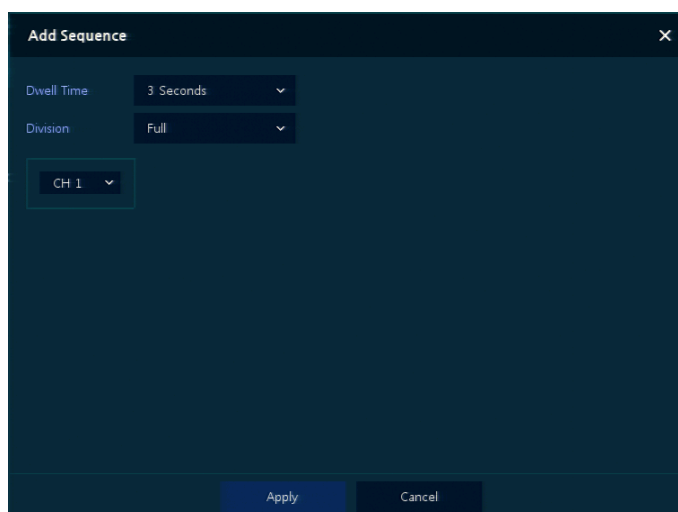 Add Sequence
Dwell Time 3 Seconds
Division Full
CH 1
Apply Cancel